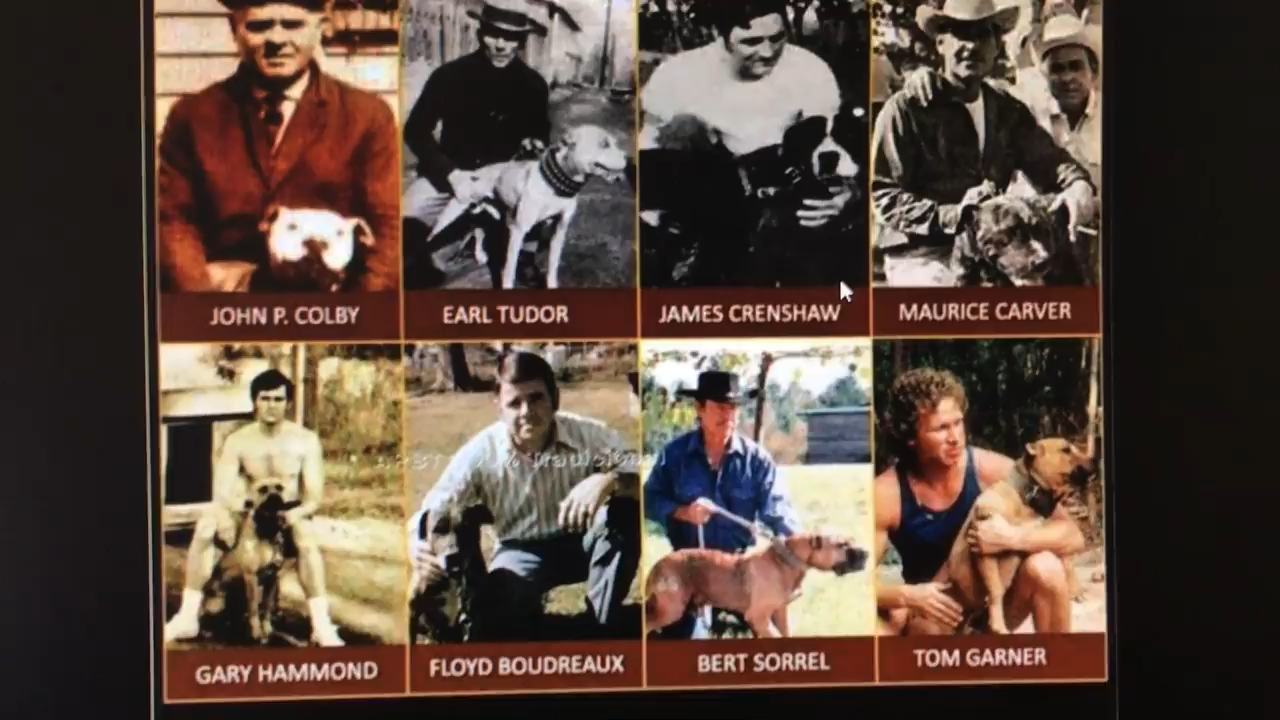 JOHN P. COLBY
EARL TUDOR
JAMES CRENSHAW
MAURICE CARVER
GARY HAMMOND
FLOYD BOUDREAUX
BERT SORREL
TOM GARNER